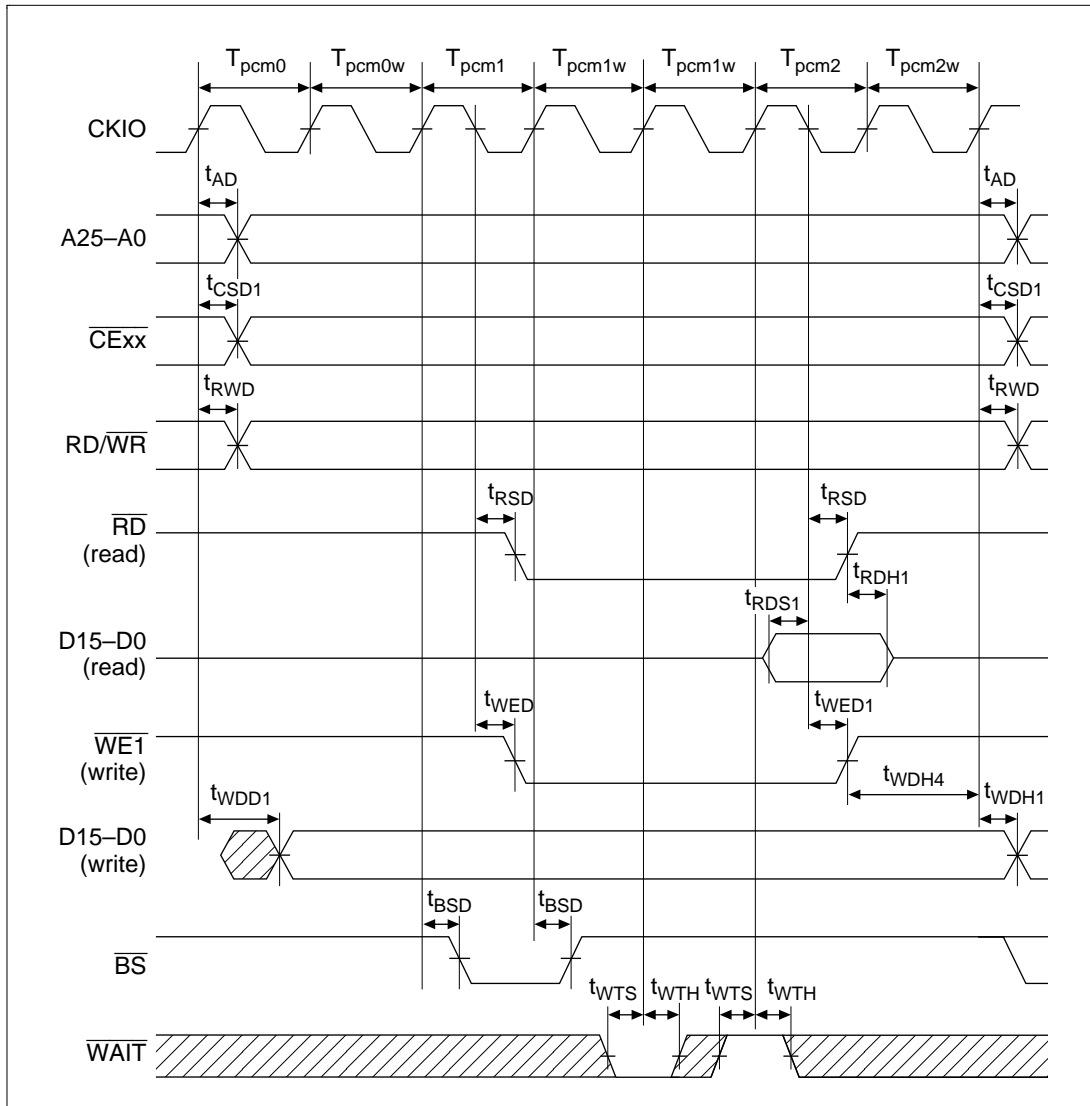 Tpcm0 Tpcm0w Tpcm1 Tpcm1w Tpcm1w Tpcm2 Tpcm2w
CKIO
tAD tAD
A25–A0
tCSD1 tCSD1
CExx
tRWD tRWD
RD/WR
tRSD tRSD
RD
(read)
tRDH1
tRDS1
D15–D0
(read)
tWED tWED1
WE1
(write)
tWDH4
tWDD1 tWDH1
D15–D0
(write)
tBSD tBSD
BS
tWTS tWTH tWTS tWTH
WAIT